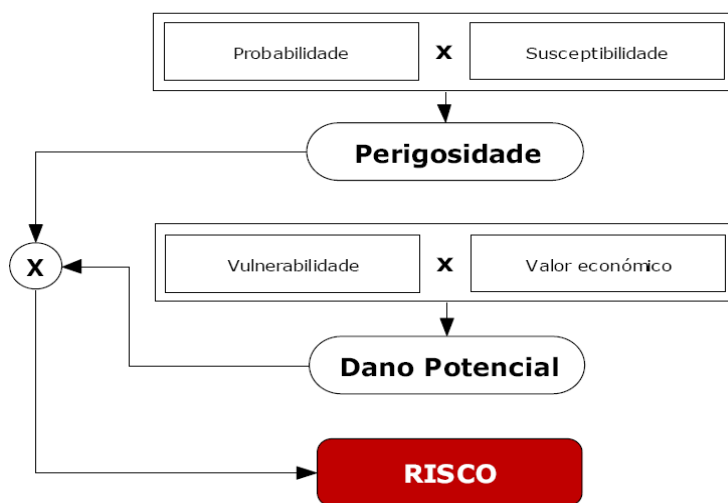 Probabilidade x Susceptibilidade
Perigosidade
Vulnerabilidade x Valor económico
X
Dano Potencial
RISCO